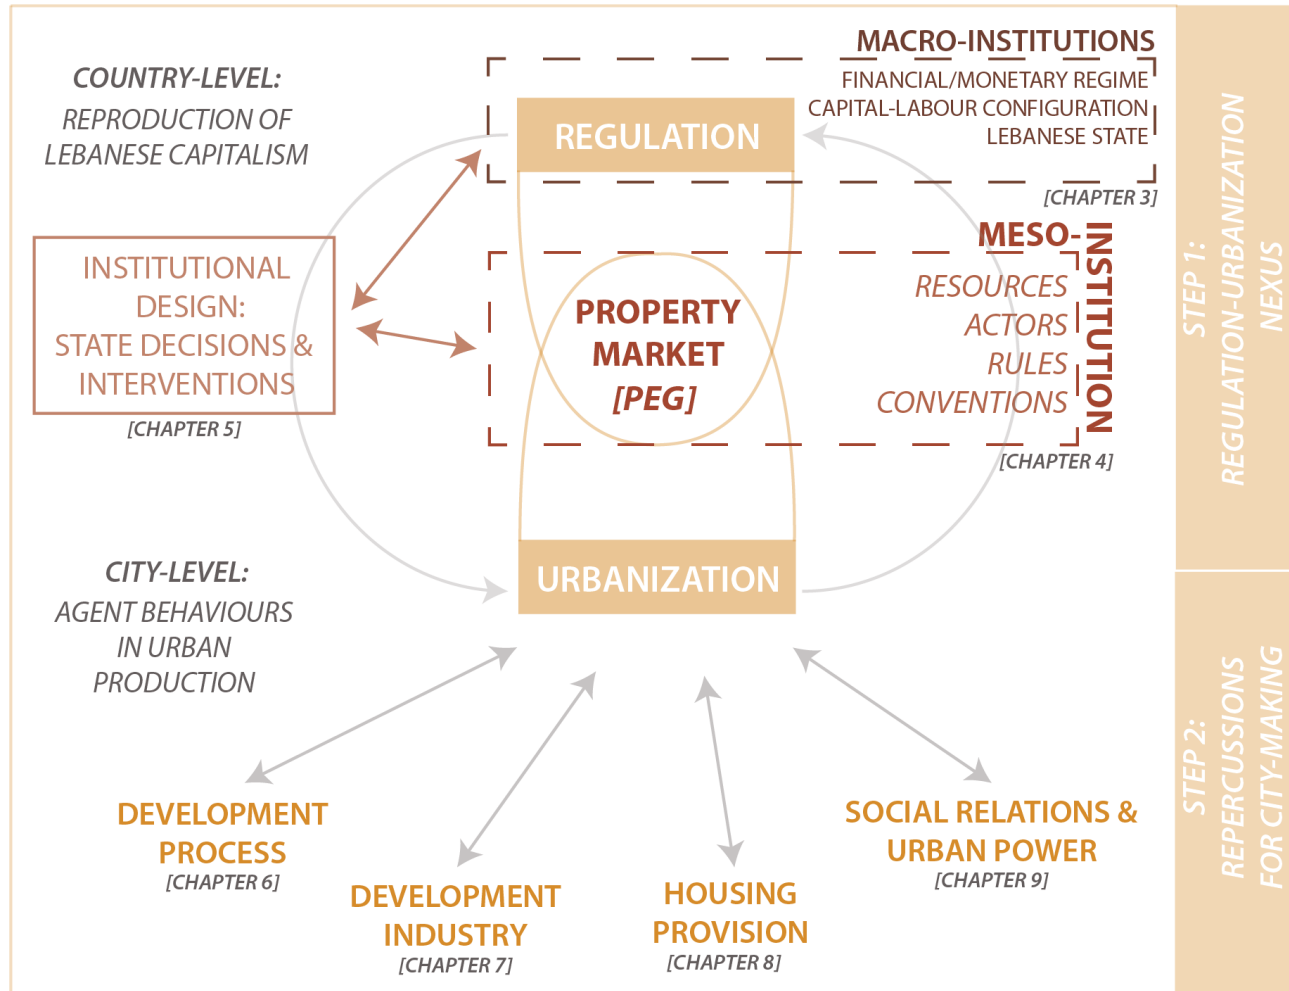 COUNTRY-LEVEL:
REPRODUCTION OF
LEBANESE CAPITALISM
MACRO-INSTITUTIONS
FINANCIAL/MONETARY REGIME
CAPITAL-LABOUR CONFIGURATION
LEBANESE STATE
[CHAPTER 3]
REGULATION
INSTITUTIONAL
DESIGN:
STATE DECISIONS &
INTERVENTIONS
[CHAPTER 5]
PROPERTY
MARKET
[PEG]
MESO-
INSTITUTION
RESOURCES
ACTORS
RULES
CONVENTIONS
[CHAPTER 4]
STEP 1:
REGULATION-URBANIZATION
NEXUS
CITY-LEVEL:
AGENT BEHAVIOURS
IN URBAN
PRODUCTION
URBANIZATION
DEVELOPMENT
PROCESS
[CHAPTER 6]
DEVELOPMENT
INDUSTRY
[CHAPTER 7]
HOUSING
PROVISION
[CHAPTER 8]
SOCIAL RELATIONS &
URBAN POWER
[CHAPTER 9]
STEP 2:
REPERCUSSIONS
FOR CITY-MAKING